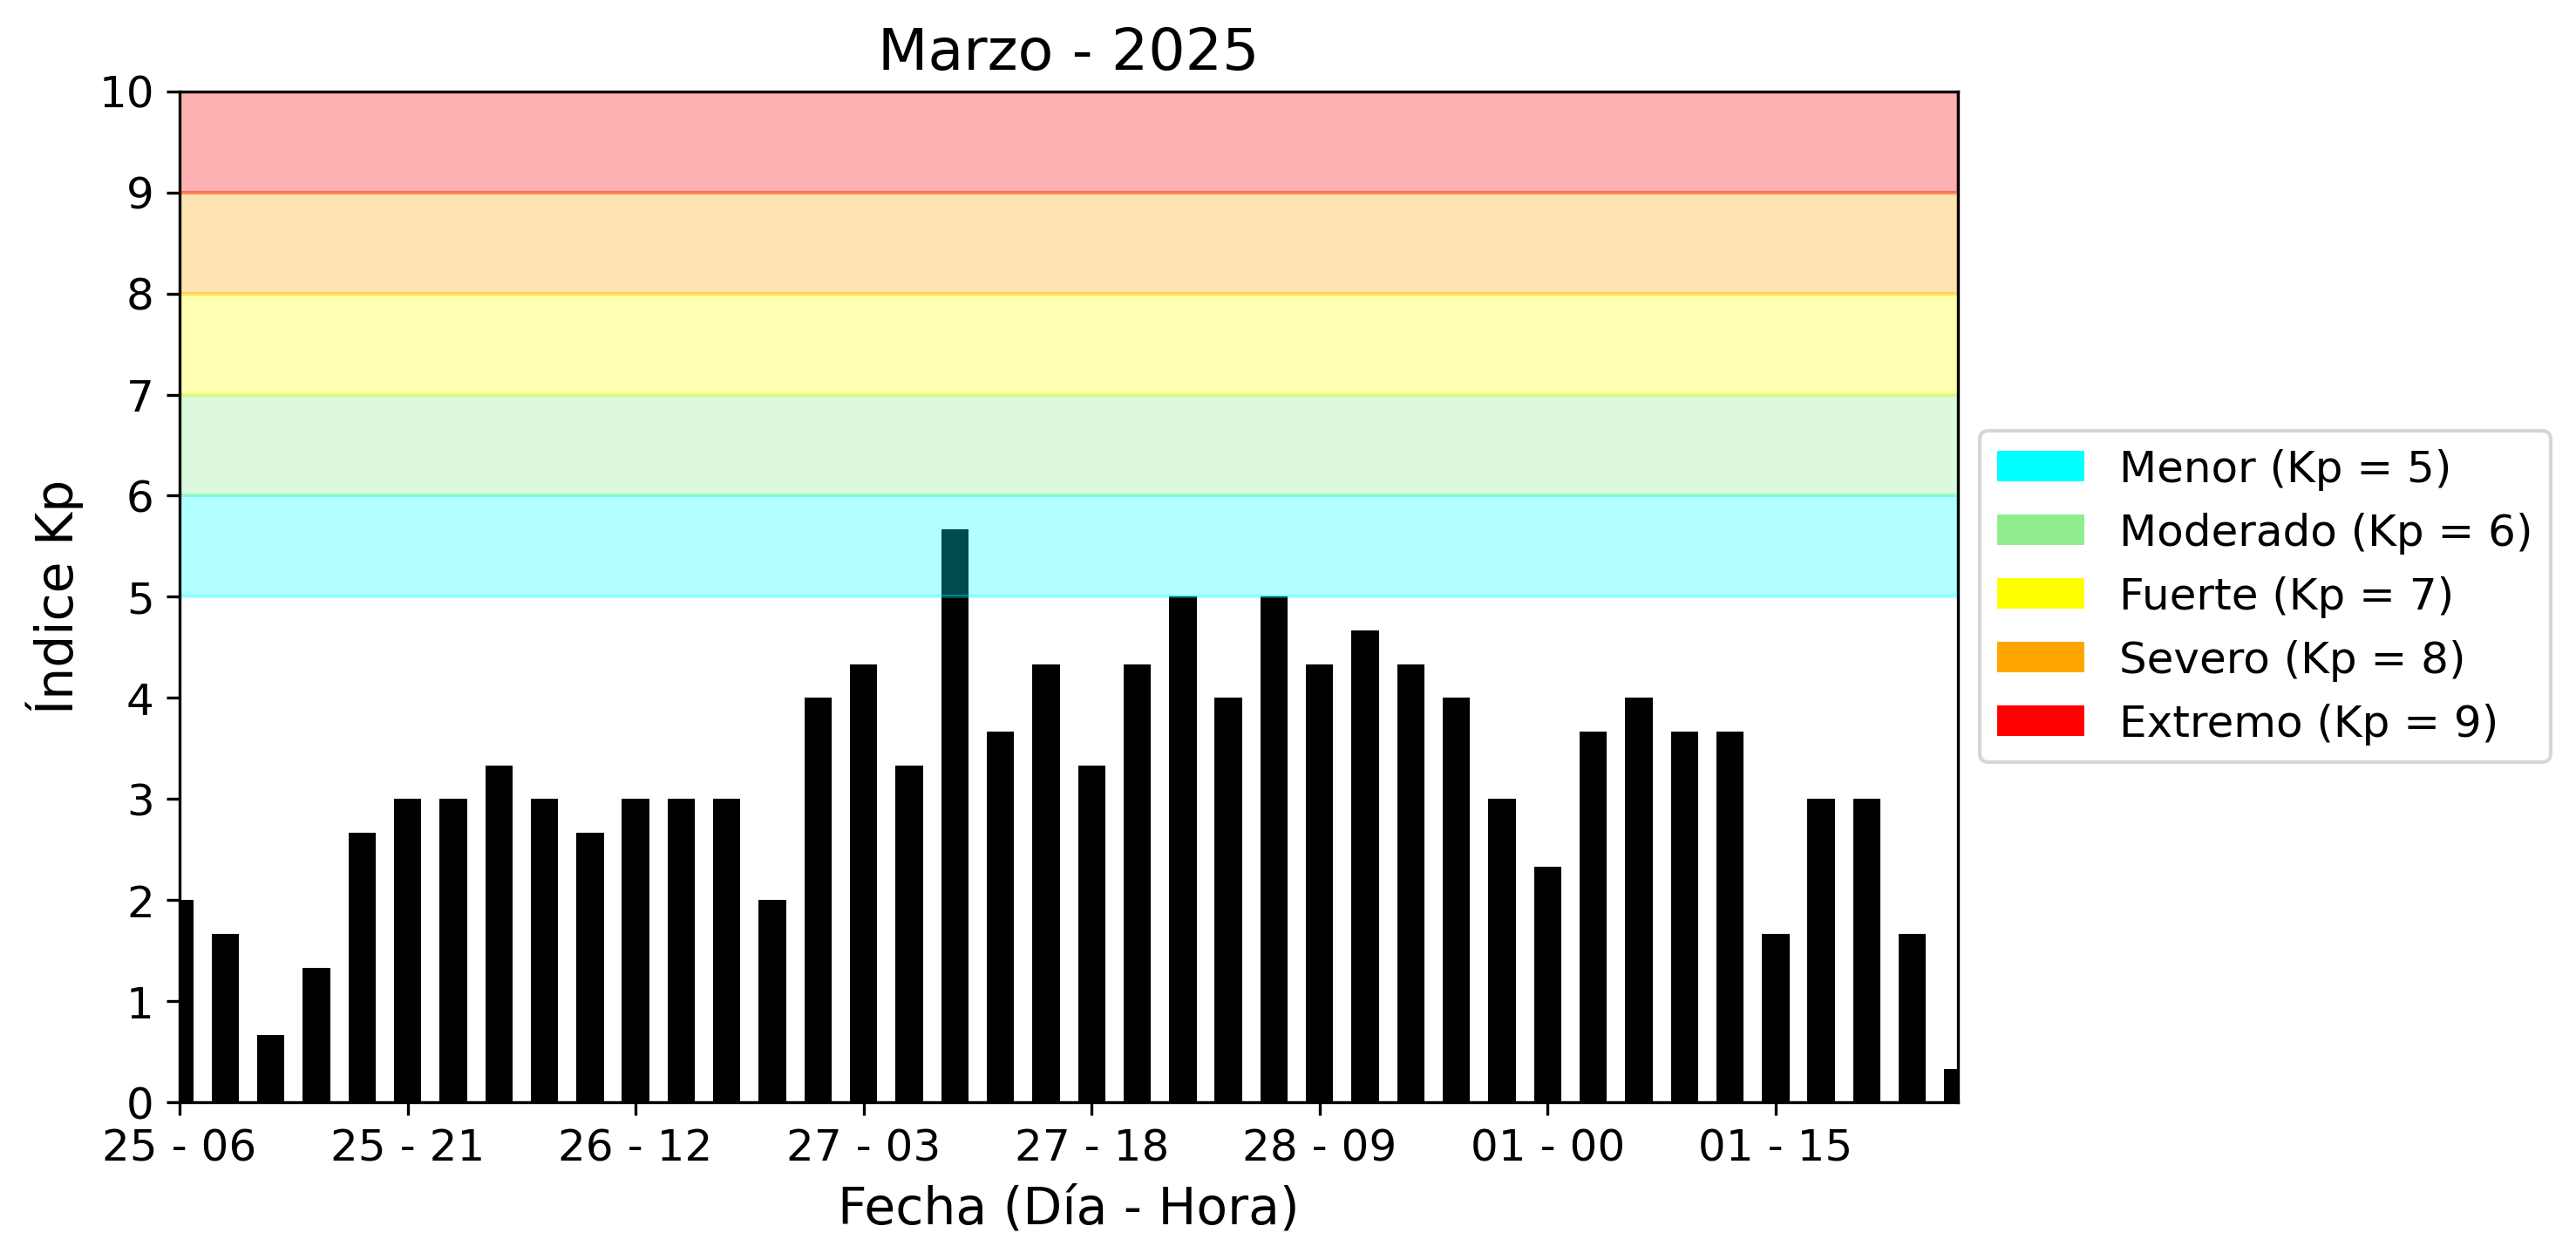 Marzo - 2025
10
9
8
7
6
5
4
3
2
1
0
Índice Kp
25 - 06
25 - 21
26 - 12
27 - 03
27 - 18
28 - 09
01 - 00
01 - 15
Fecha (Día - Hora)
Menor (Kp = 5)
Moderado (Kp = 6)
Fuerte (Kp = 7)
Severo (Kp = 8)
Extremo (Kp = 9)